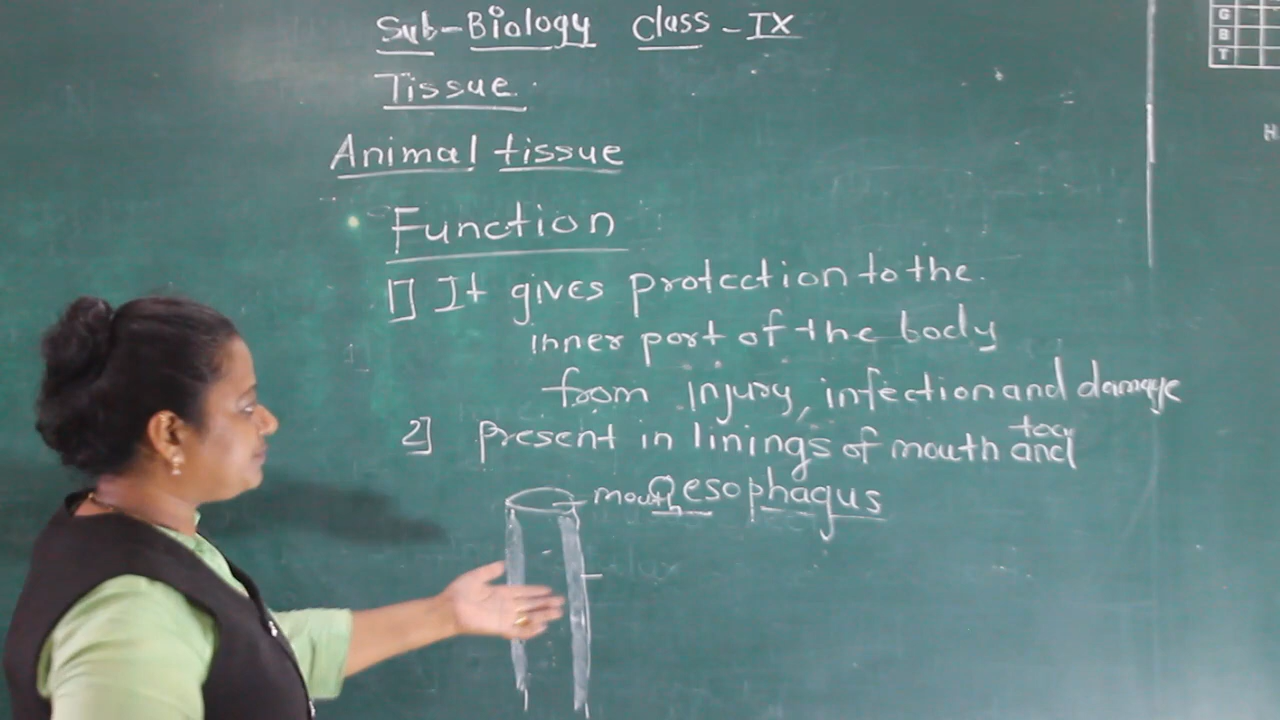 Sub-Biology Class-IX
Tissue
Animal tissue
Function
1] It gives protection to the
inner part of the body
from injury, infection and damage
2] Present in linings of mouth and
Oesophagus
mouth
G
B
T
H